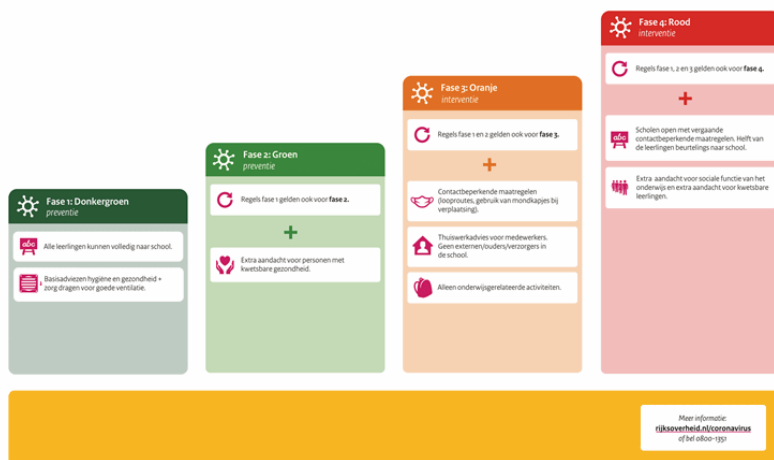 Fase 1: Donkergroen
preventie
abc
Alle leerlingen kunnen volledig naar school.
Basisadviezen hygiëne en gezondheid +
zorg dragen voor goede ventilatie.
Fase 2: Groen
preventie
Regels fase 1 gelden ook voor fase 2.
+
Extra aandacht voor personen met
kwetsbare gezondheid.
Fase 3: Oranje
interventie
Regels fase 1 en 2 gelden ook voor fase 3.
+
Contactbeperkende maatregelen
(looproutes, gebruik van mondkapjes bij
verplaatsing).
Thuiswerkadvies voor medewerkers.
Geen externen/ouders/verzorgers in
de school.
Alleen onderwijsgerelateerde activiteiten.
Fase 4: Rood
interventie
Regels fase 1, 2 en 3 gelden ook voor fase 4.
+
abc
Scholen open met vergaande
contactbeperkende maatregelen. Helft van
de leerlingen beurtelings naar school.
Extra aandacht voor sociale functie van het
onderwijs en extra aandacht voor kwetsbare
leerlingen.
Meer informatie:
rijksoverheid.nl/coronavirus
of bel 0800-1351